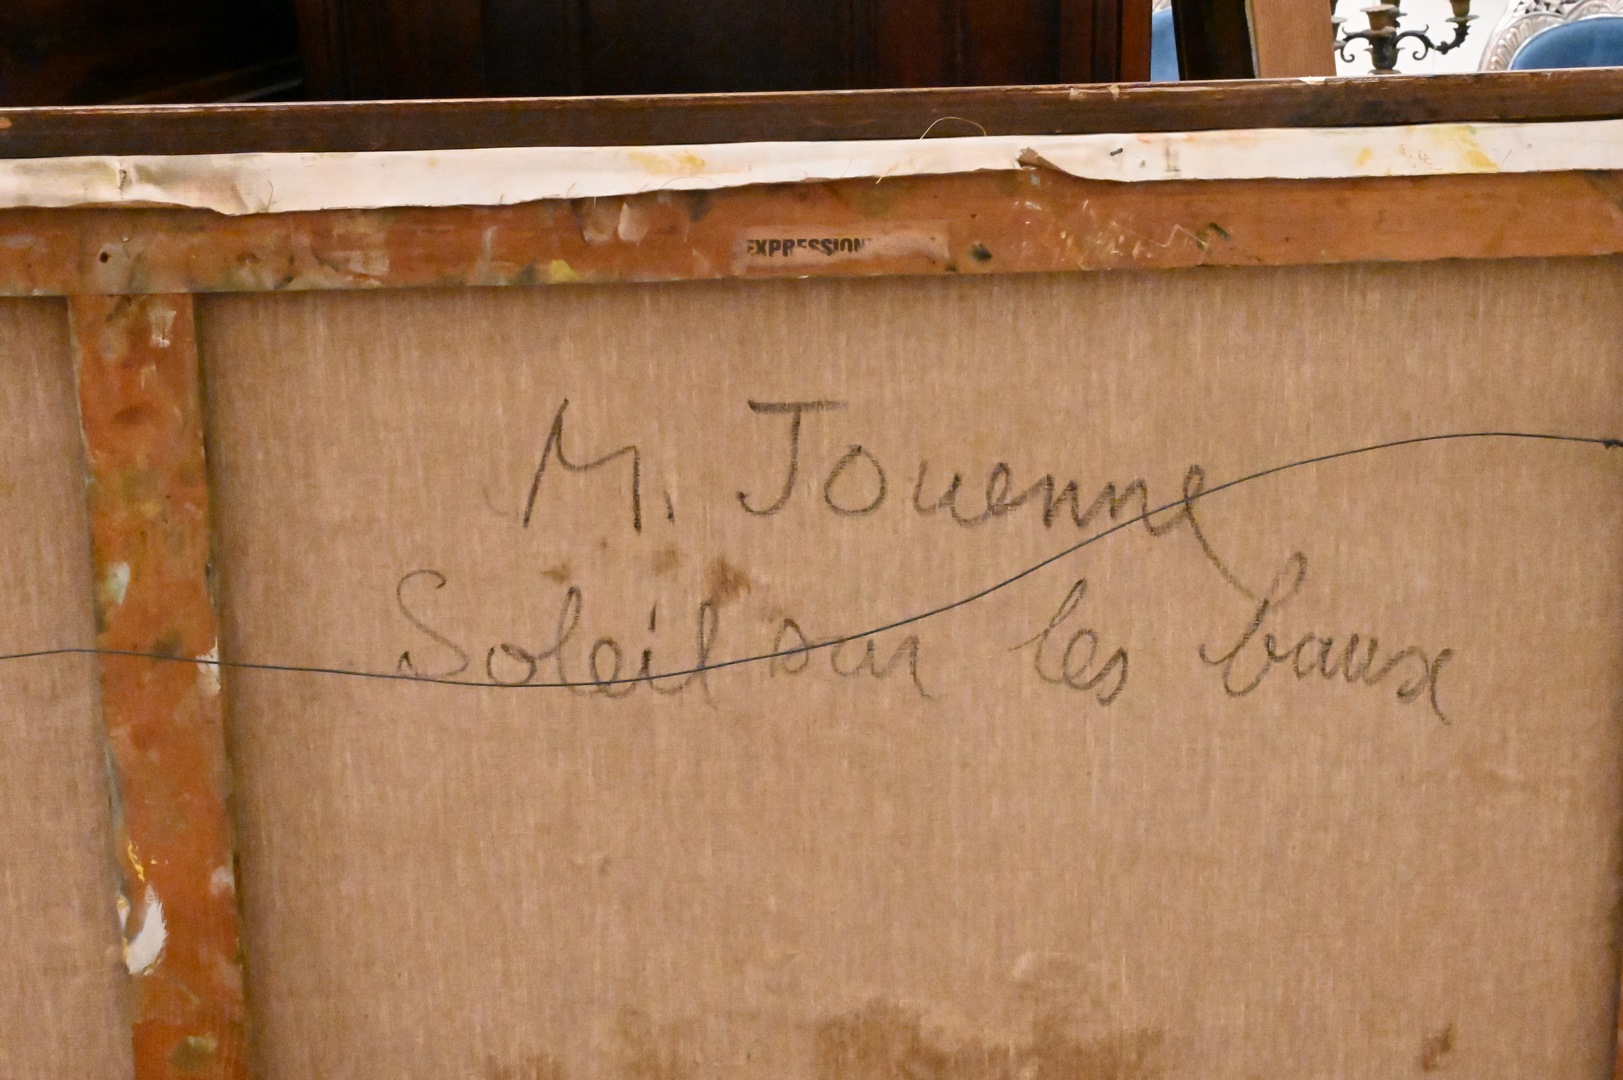 EXPRESSION
M. Jouenne
Soleil sur les baux